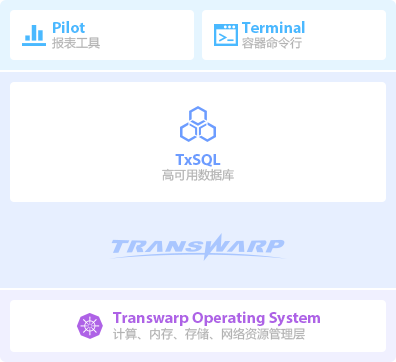 Pilot
报表工具
Terminal
容器命令行
TxSQL
高可用数据库
TRANSWARP
Transwarp Operating System
计算、内存、存储、网络资源管理层